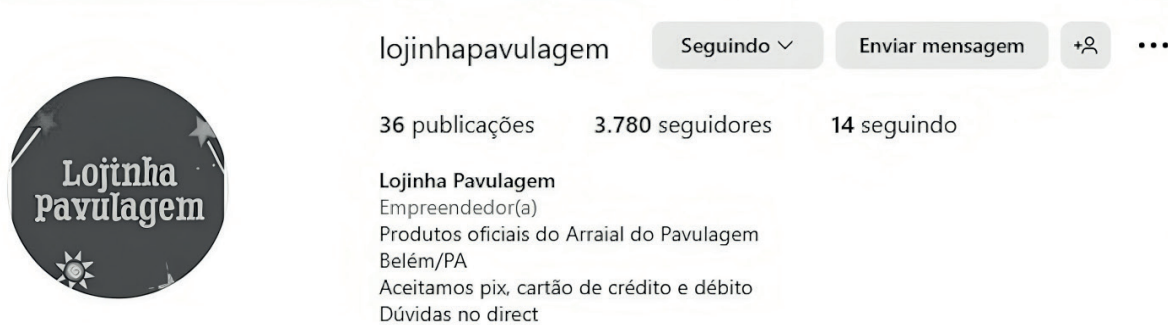 lojinhapavulagem Seguindo Enviar mensagem
36 publicações 3.780 seguidores 14 seguindo
Lojinha
Pavulagem
Lojinha Pavulagem
Empreendedor(a)
Produtos oficiais do Arraial do Pavulagem
Belém/PA
Aceitamos pix, cartão de crédito e débito
Dúvidas no direct